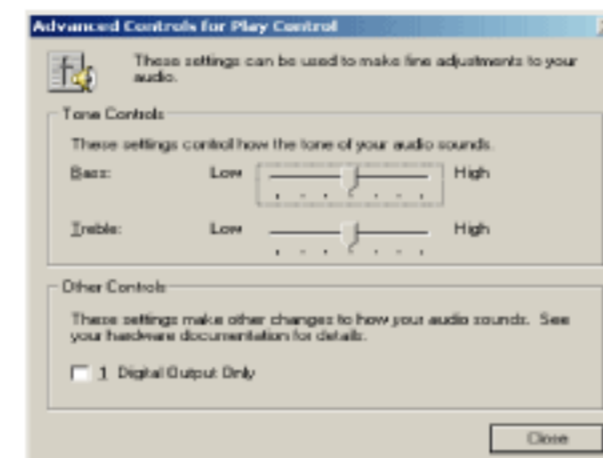 Advanced Controls for Play Control
These settings can be used to make fine adjustments to your
audio.
Tone Controls
These settings control how the tone of your audio sounds.
Bass: Low High
Treble: Low High
Other Controls
These settings make other changes to how your audio sounds. See
your hardware documentation for details.
1 Digital Output Only
Close